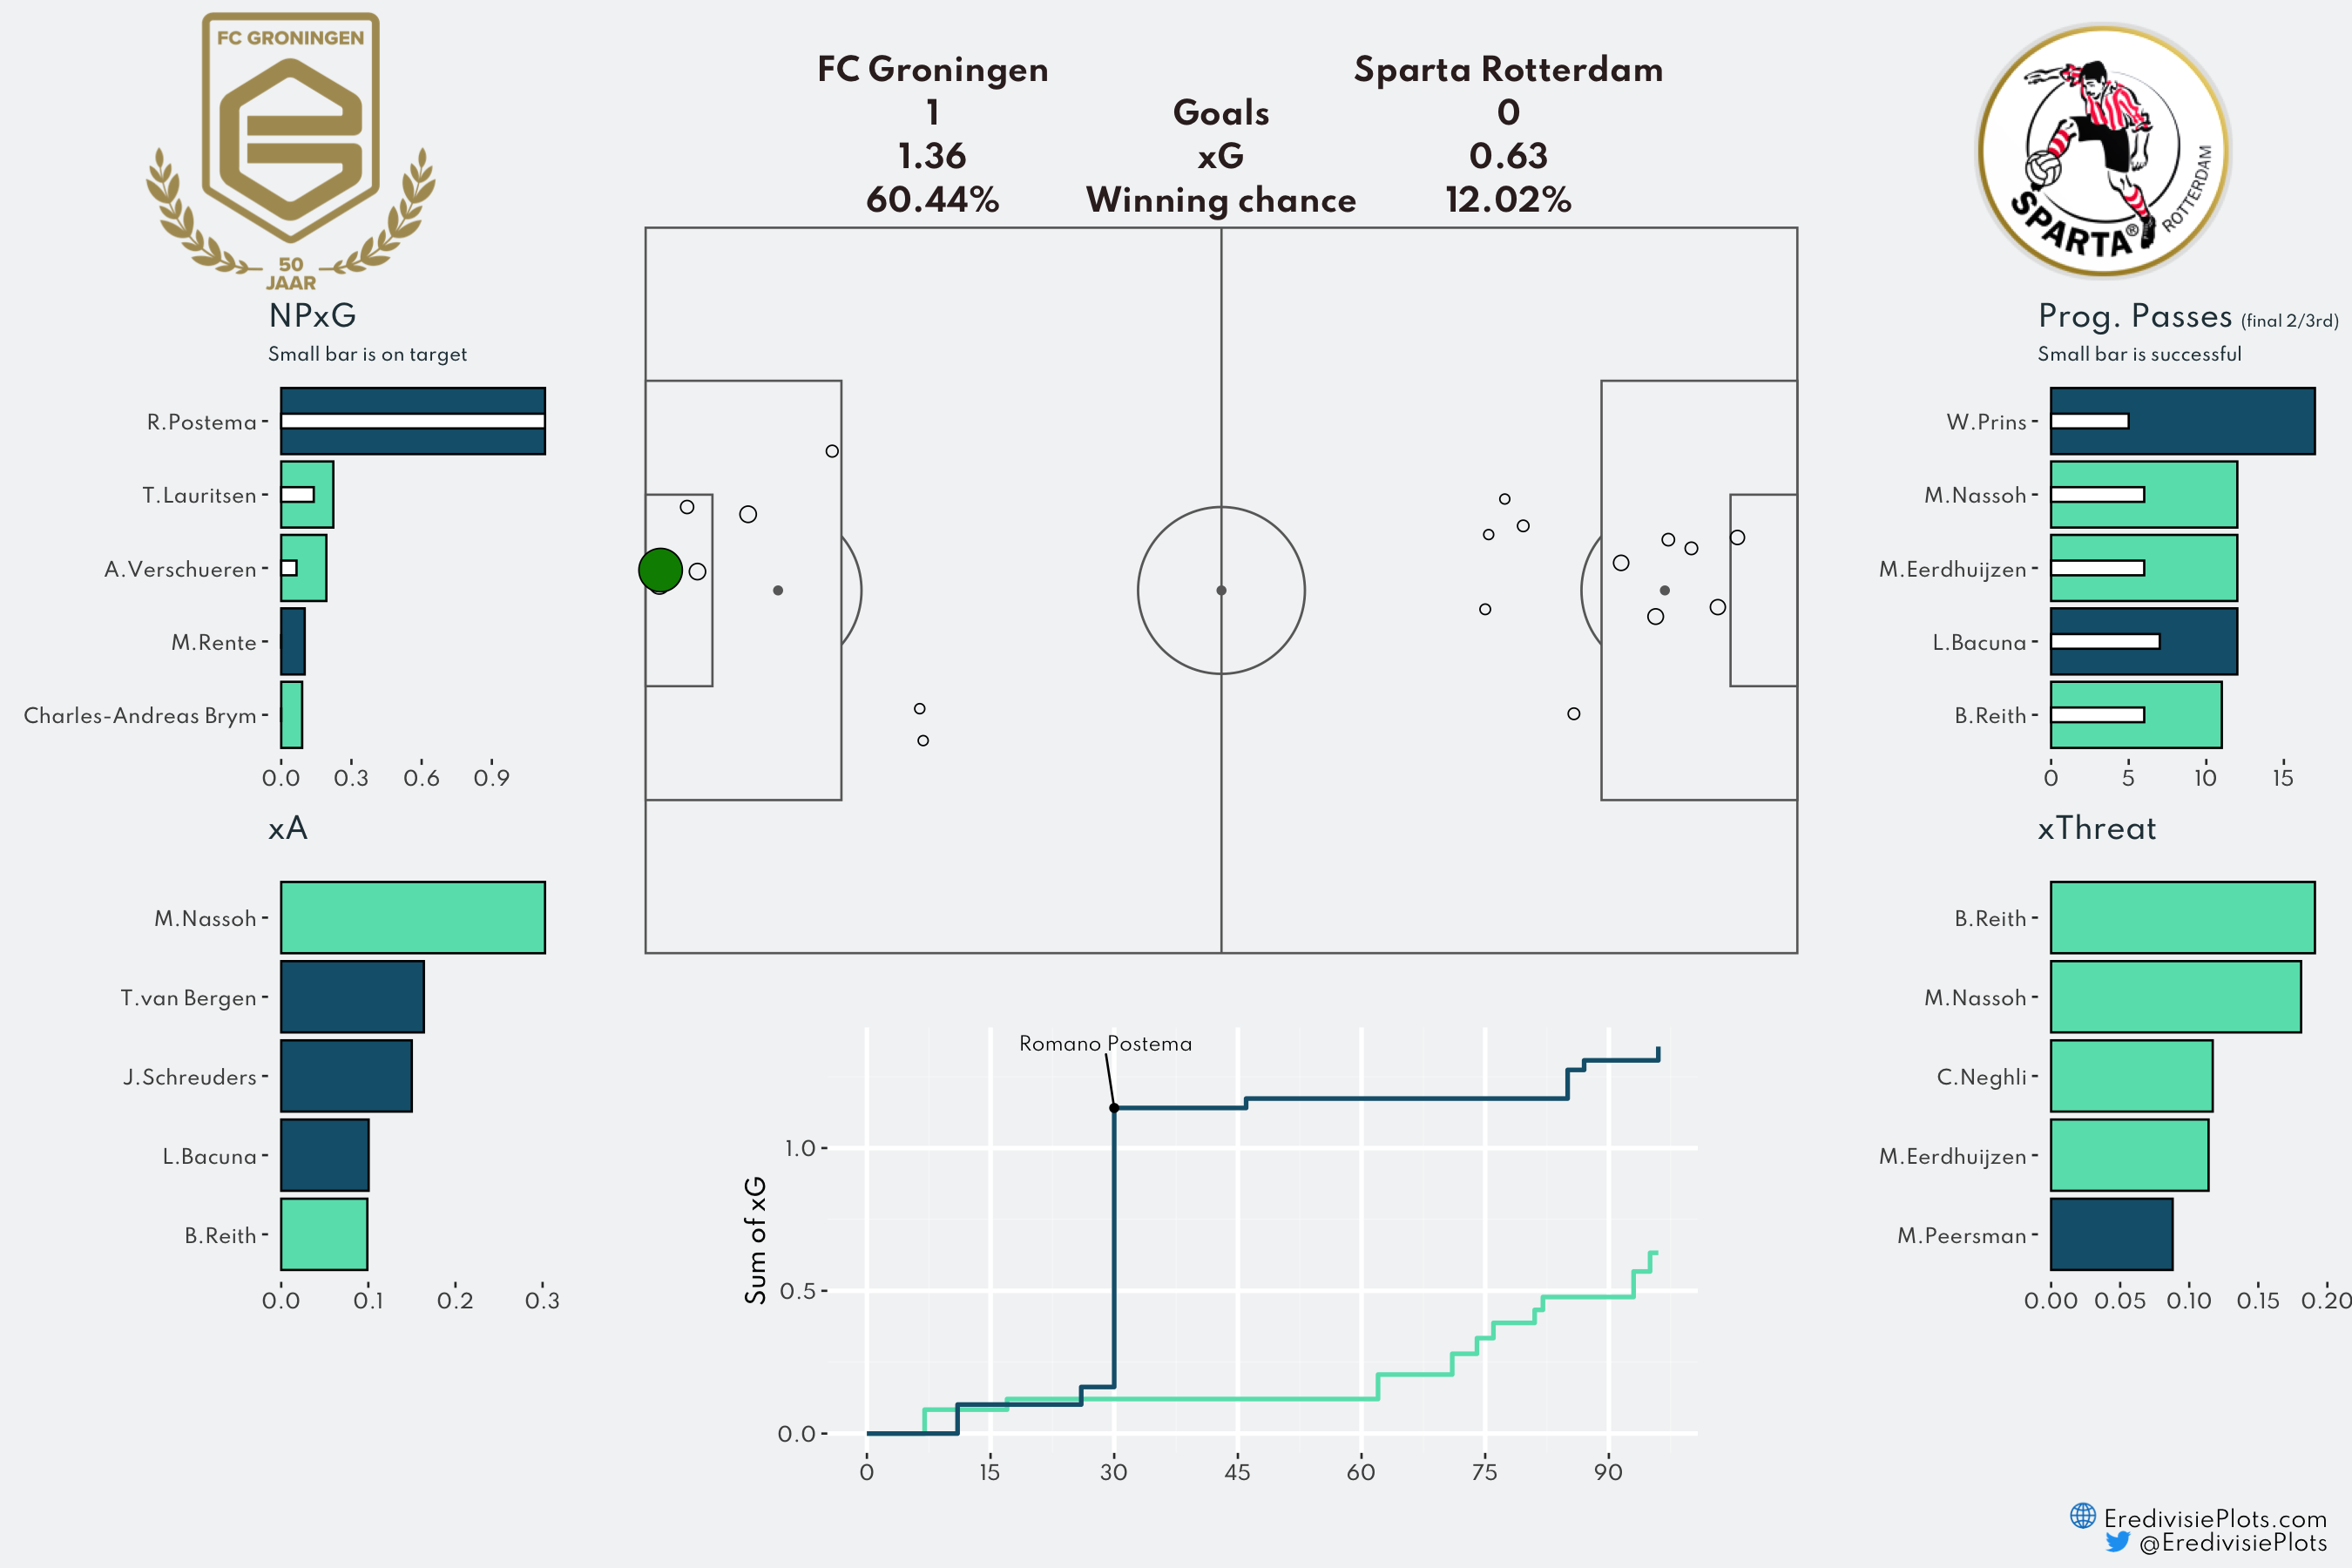 FC GRONINGEN
50
JAAR
FC Groningen Sparta Rotterdam
1 Goals 0
1.36 xG 0.63
60.44% Winning chance 12.02%
SPARTA®
ROTTERDAM
NPxG
Small bar is on target
R.Postema
T.Lauritsen
A.Verschueren
M.Rente
Charles-Andreas Brym
0.0 0.3 0.6 0.9
Prog. Passes (final 2/3rd)
Small bar is successful
W.Prins
M.Nassoh
M.Eerdhuijzen
L.Bacuna
B.Reith
0 5 10 15
xA
M.Nassoh
T.van Bergen
J.Schreuders
L.Bacuna
B.Reith
0.0 0.1 0.2 0.3
Romano Postema
Sum of xG
1.0
0.5
0.0
0 15 30 45 60 75 90
xThreat
B.Reith
M.Nassoh
C.Neghli
M.Eerdhuijzen
M.Peersman
0.00 0.05 0.10 0.15 0.20
EredivisiePlots.com
@EredivisiePlots